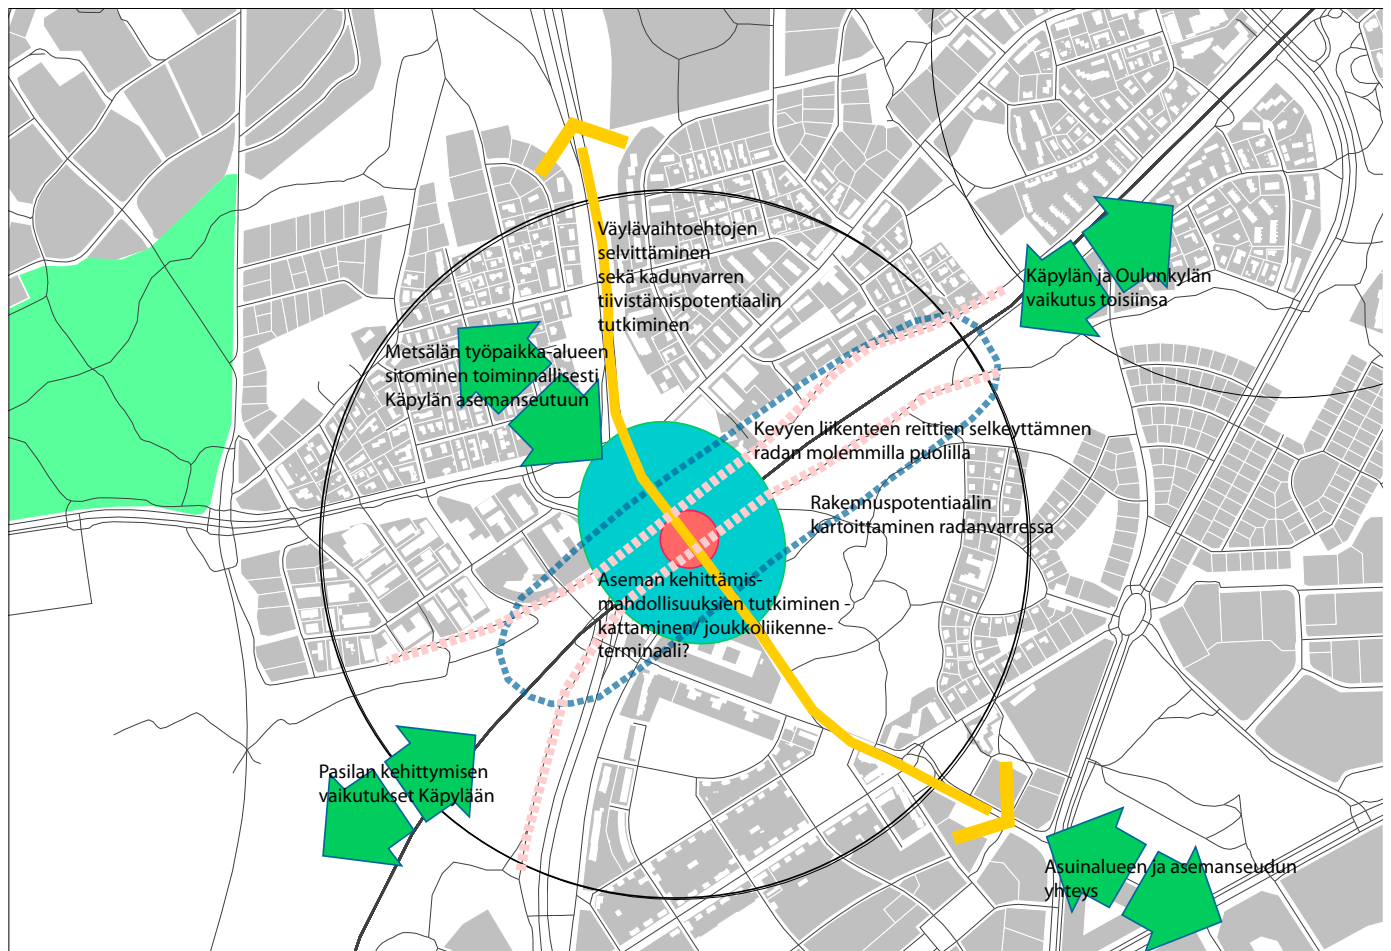 Väylävaihtoehtojen
selvittäminen
sekä kadunvarren
tiivistämispotentiaalin
tutkiminen
Käpylän ja Oulunkylän
vaikutus toisiinsa
Metsälän työpaikka-alueen
sitominen toiminnallisesti
Käpylän asemanseutuun
Kevyen liikenteen reittien selkeyttämnen
radan molemmilla puolilla
Rakennuspotentiaalin
kartoittaminen radanvarressa
Aseman kehittämis-
mahdollisuuksien tutkiminen -
kattaminen/ joukkoliikenne-
terminaali?
Pasilan kehittymisen
vaikutukset Käpylään
Asuinalueen ja asemanseudun
yhteys